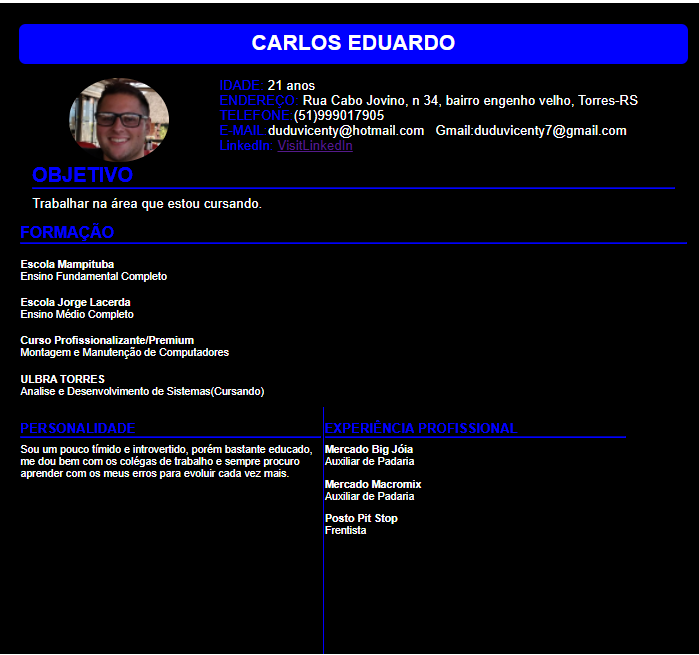 CARLOS EDUARDO
IDADE: 21 anos
ENDEREÇO: Rua Cabo Jovino, n 34, bairro engenho velho, Torres-RS
TELEFONE:(51)999017905
E-MAIL:duduvicenty@hotmail.com Gmail:duduvicenty7@gmail.com
LinkedIn: VisitLinkedIn
OBJETIVO
Trabalhar na área que estou cursando.
FORMAÇÃO
Escola Mampituba
Ensino Fundamental Completo
Escola Jorge Lacerda
Ensino Médio Completo
Curso Profissionalizante/Premium
Montagem e Manutenção de Computadores
ULBRA TORRES
Analise e Desenvolvimento de Sistemas(Cursando)
PERSONALIDADE
Sou um pouco tímido e introvertido, porém bastante educado,
me dou bem com os colégas de trabalho e sempre procuro
aprender com os meus erros para evoluir cada vez mais.
EXPERIÊNCIA PROFISSIONAL
Mercado Big Jóia
Auxiliar de Padaria
Mercado Macromix
Auxiliar de Padaria
Posto Pit Stop
Frentista